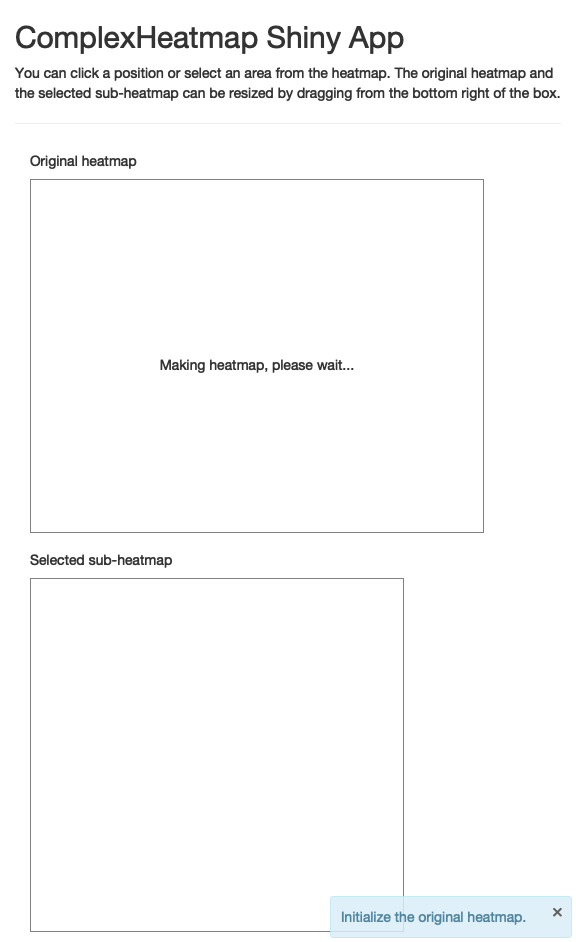 ComplexHeatmap Shiny App
You can click a position or select an area from the heatmap. The original heatmap and
the selected sub-heatmap can be resized by dragging from the bottom right of the box.
Original heatmap
Making heatmap, please wait...
Selected sub-heatmap
Initialize the original heatmap. ×